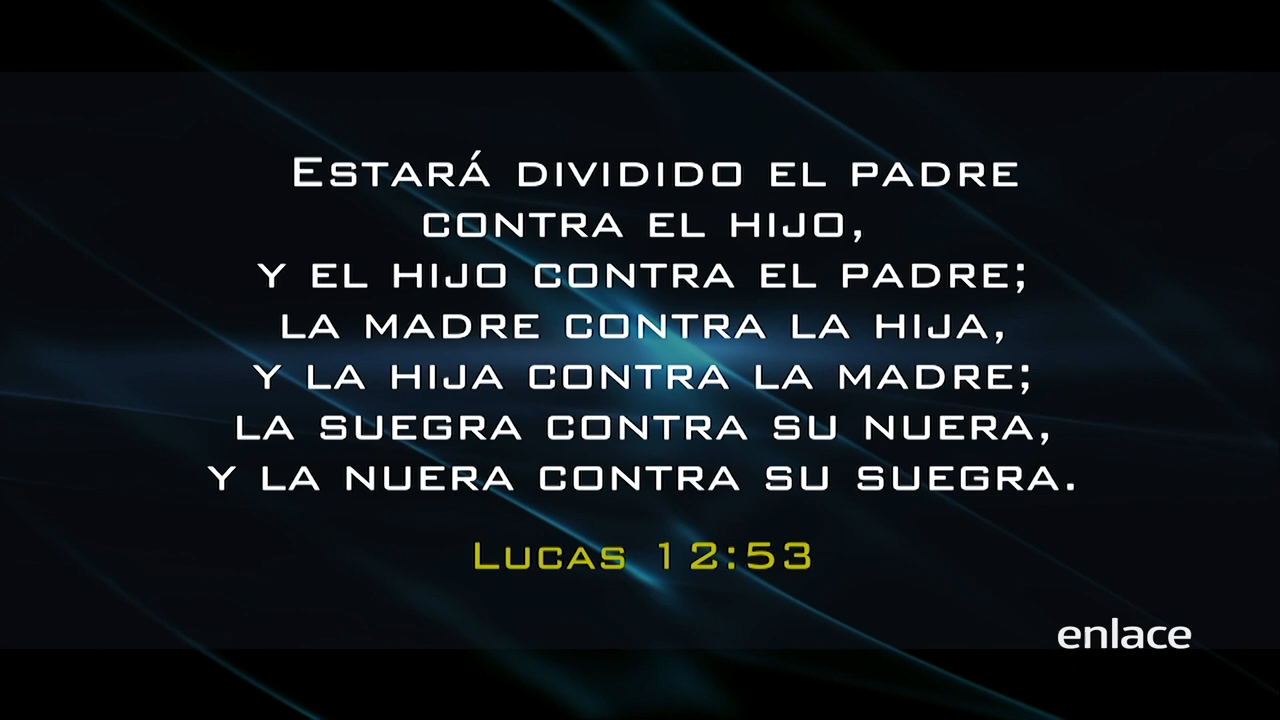 Estará dividido el padre
contra el hijo,
y el hijo contra el padre;
la madre contra la hija,
y la hija contra la madre;
la suegra contra su nuera,
y la nuera contra su suegra.
Lucas 12:53
enlace